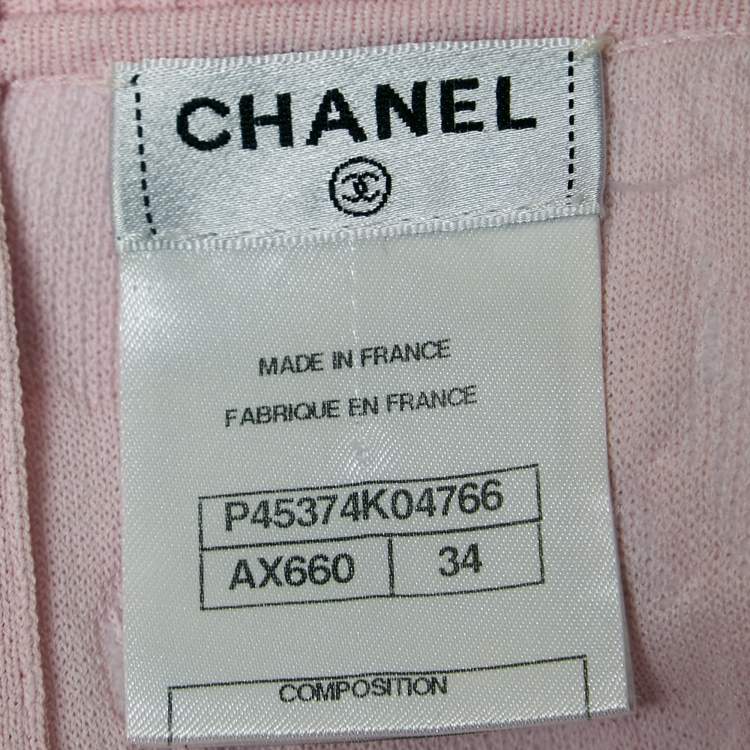 CHANEL
MADE IN FRANCE
FABRIQUE EN FRANCE
P45374K04766
AX660 34
COMPOSITION